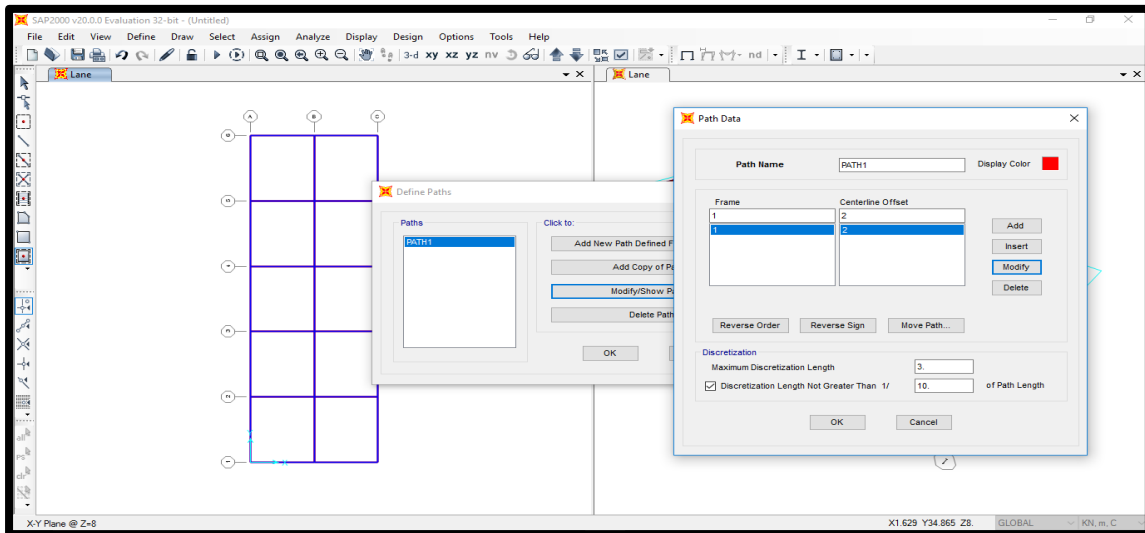 SAP2000 v20.0.0 Evaluation 32-bit - (Untitled)
File Edit View Define Draw Select Assign Analyze Display Design Options Tools Help
3-d xy xz yz nv nd
Lane
Lane
A B C
Path Data
Path Name PATH1 Display Color
Define Paths
Frame Centerline Offset
1 2
1 2
Paths Click to:
PATH1
Add New Path Defined F
Add Copy of Pa
Modify/Show Pa
Delete Path
OK
Add
Insert
Modify
Delete
Reverse Order Reverse Sign Move Path...
Discretization
Maximum Discretization Length 3.
Discretization Length Not Greater Than 1/ 10. of Path Length
OK Cancel
all
PS
clr
X-Y Plane @ Z=8 X1.629 Y34.865 Z8. GLOBAL KN, m, C